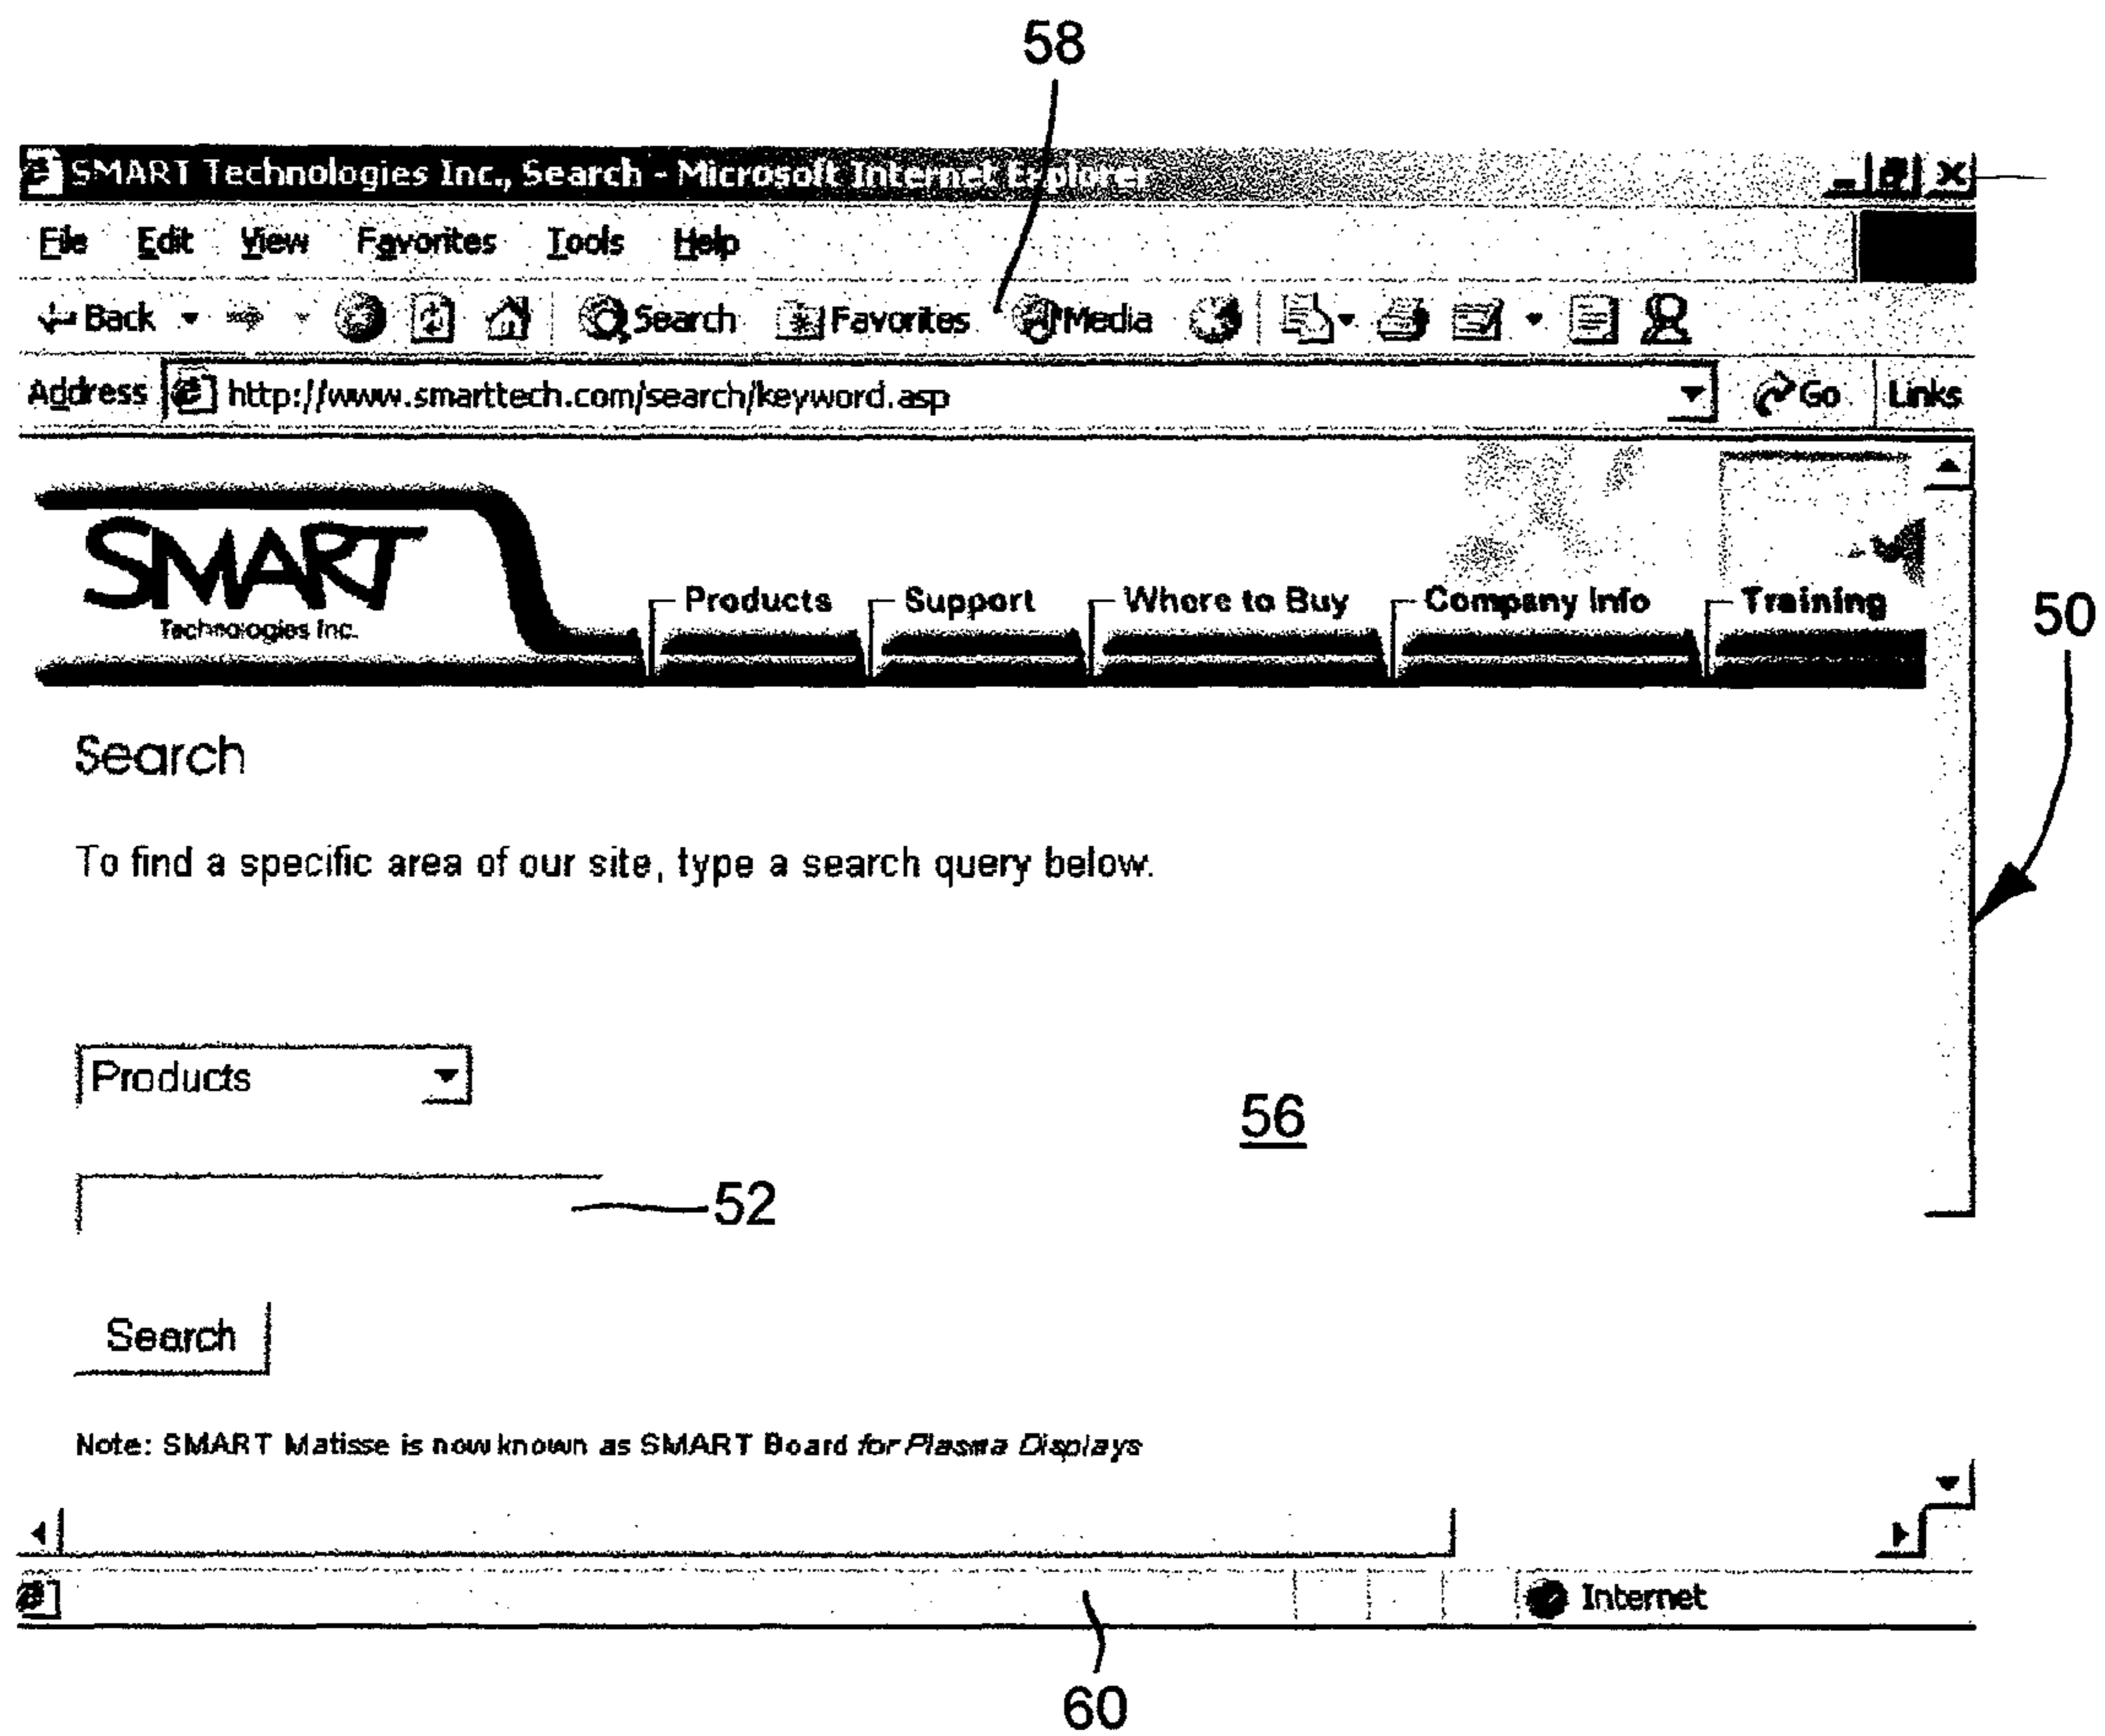 58
SMART Technologies Inc., Search - Microsoft Internet Explorer
File Edit View Favorites Tools Help
Back Search Favorites Media
Address http://www.smarttech.com/search/keyword.asp Go Links
SMART
Technologies Inc.
Products Support Where to Buy Company Info Training
50
Search
To find a specific area of our site, type a search query below.
Products
56
52
Search
Note: SMART Matisse is now known as SMART Board for Plasma Displays
Internet
60